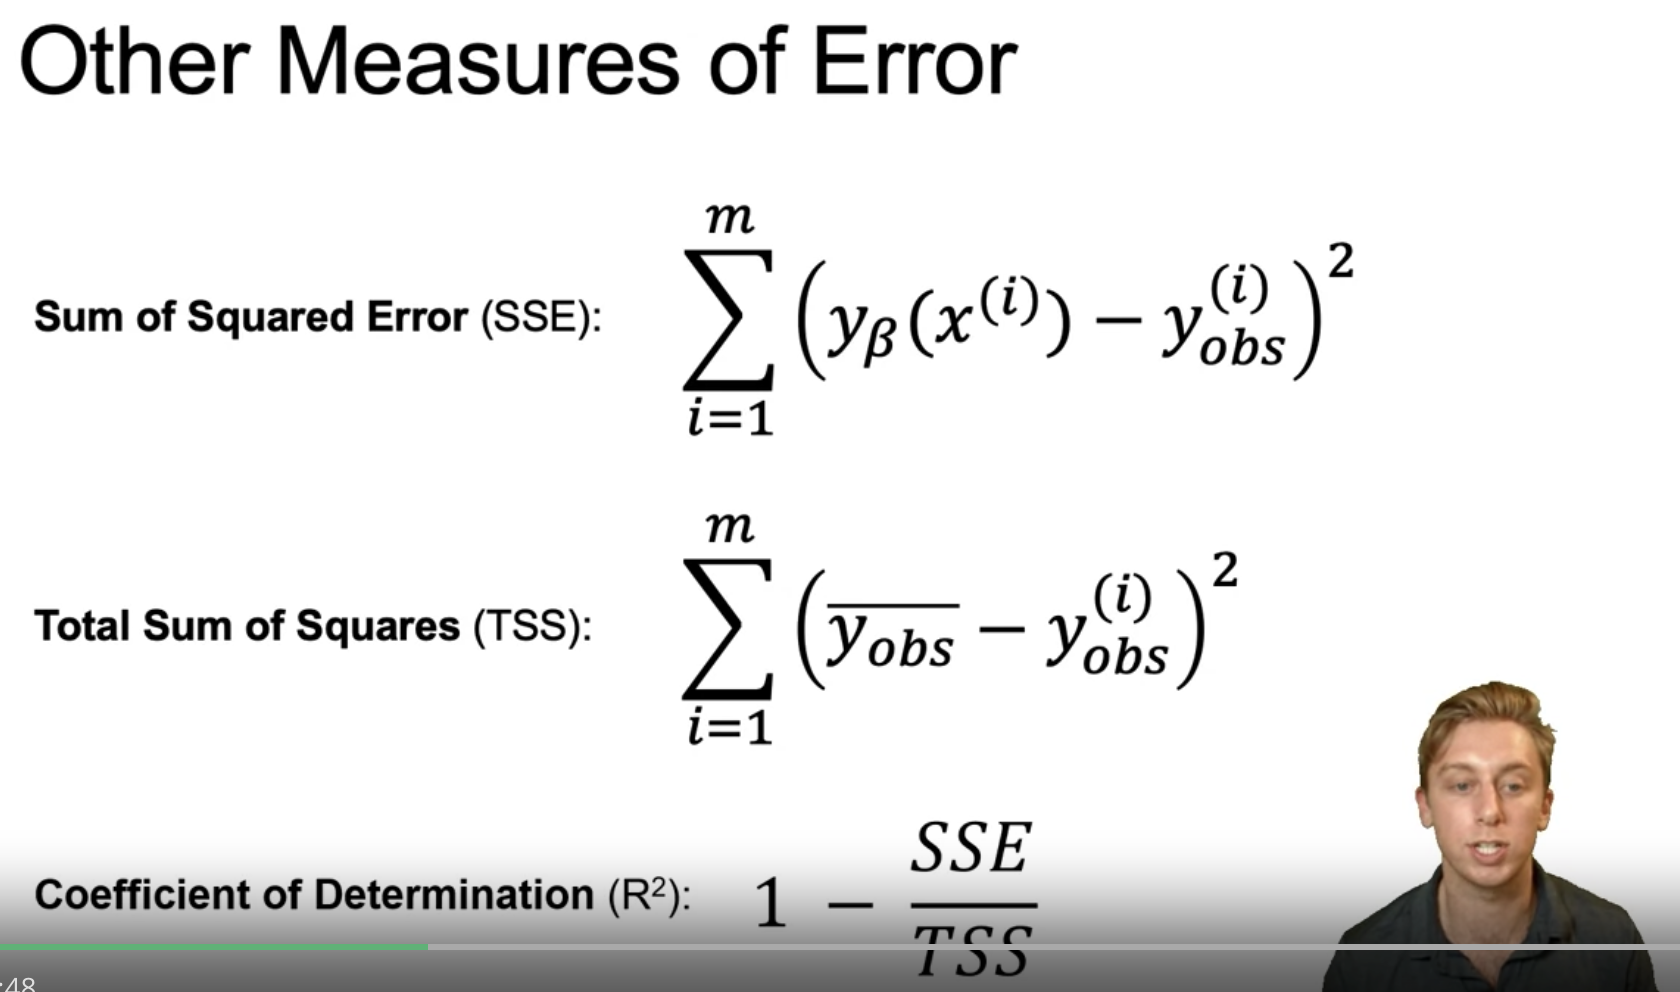 Other Measures of Error
Sum of Squared Error (SSE): $\sum_{i=1}^{m} \left( y_\beta(x^{(i)}) - y_{obs}^{(i)} \right)^2$
Total Sum of Squares (TSS): $\sum_{i=1}^{m} \left( \overline{y_{obs}} - y_{obs}^{(i)} \right)^2$
Coefficient of Determination (R²): $1 - \frac{SSE}{TSS}$
:48